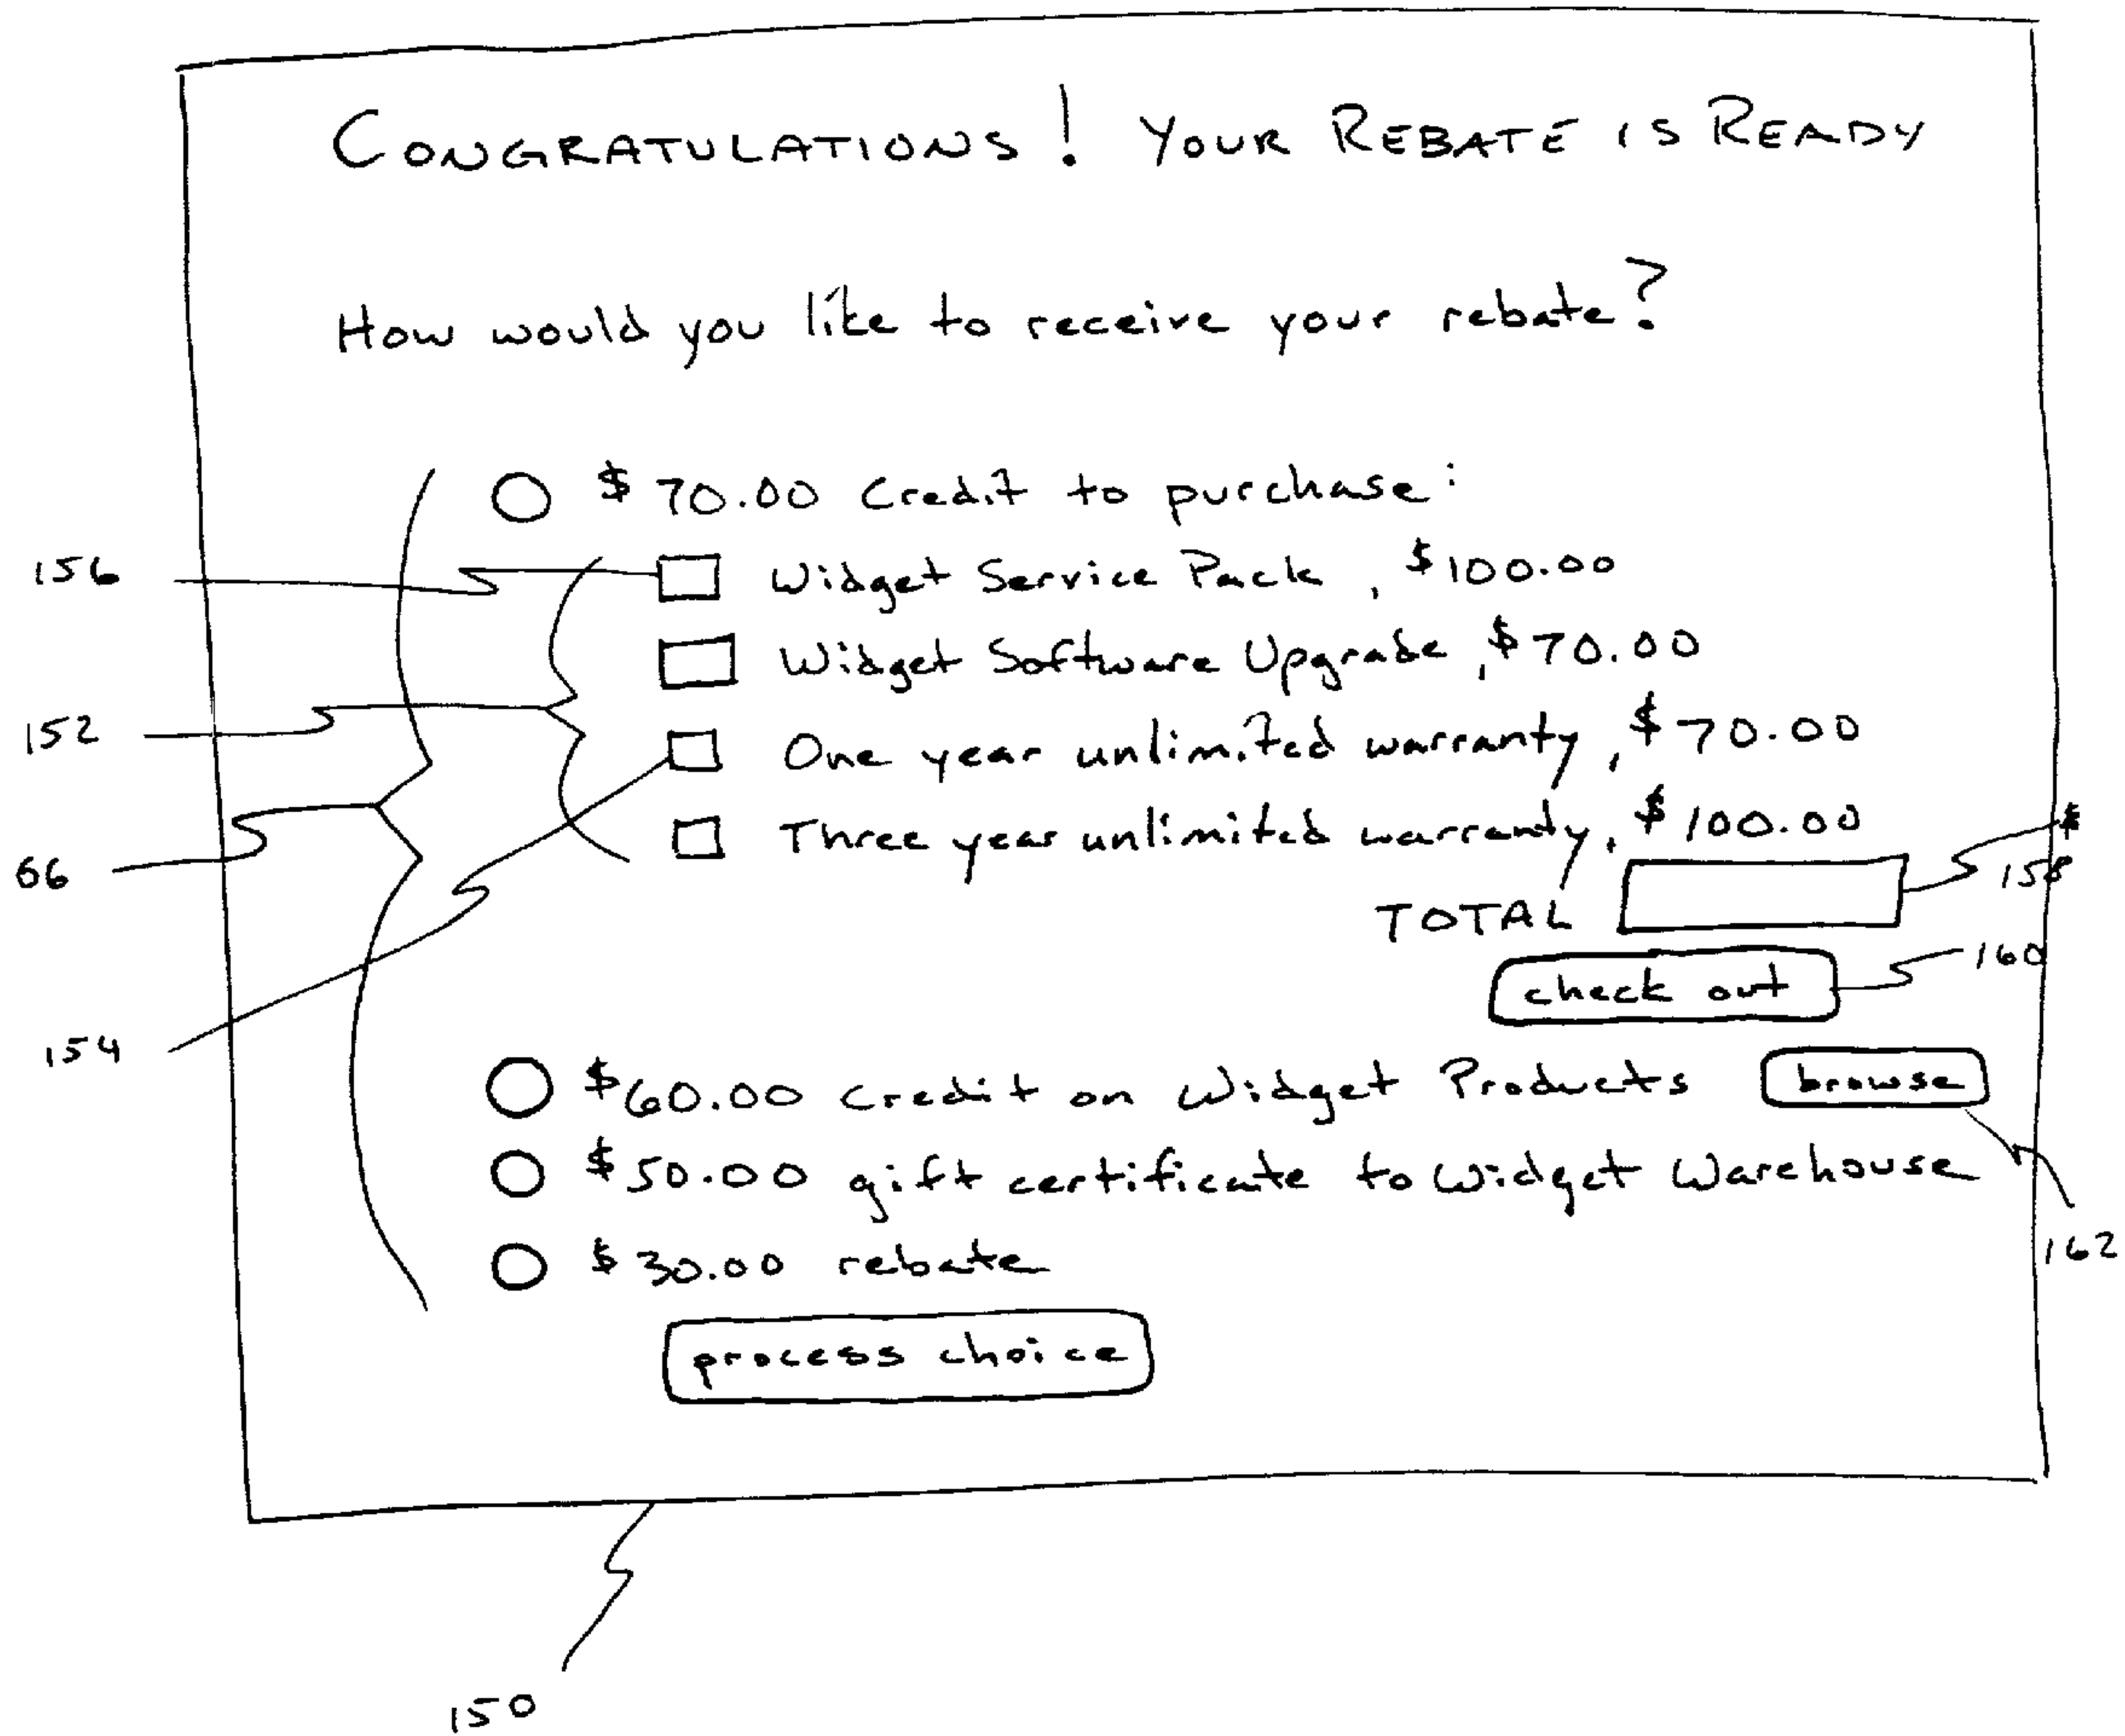 CONGRATULATIONS! YOUR REBATE IS READY
How would you like to receive your rebate?
$70.00 Credit to purchase:
156
Widget Service Pack, $100.00
Widget Software Upgrade, $70.00
152
One year unlimited warranty, $70.00
Three year unlimited warranty, $100.00
66
158
TOTAL
160
check out
154
$60.00 credit on Widget Products browse
$50.00 gift certificate to Widget Warehouse
162
$30.00 rebate
process choice
150